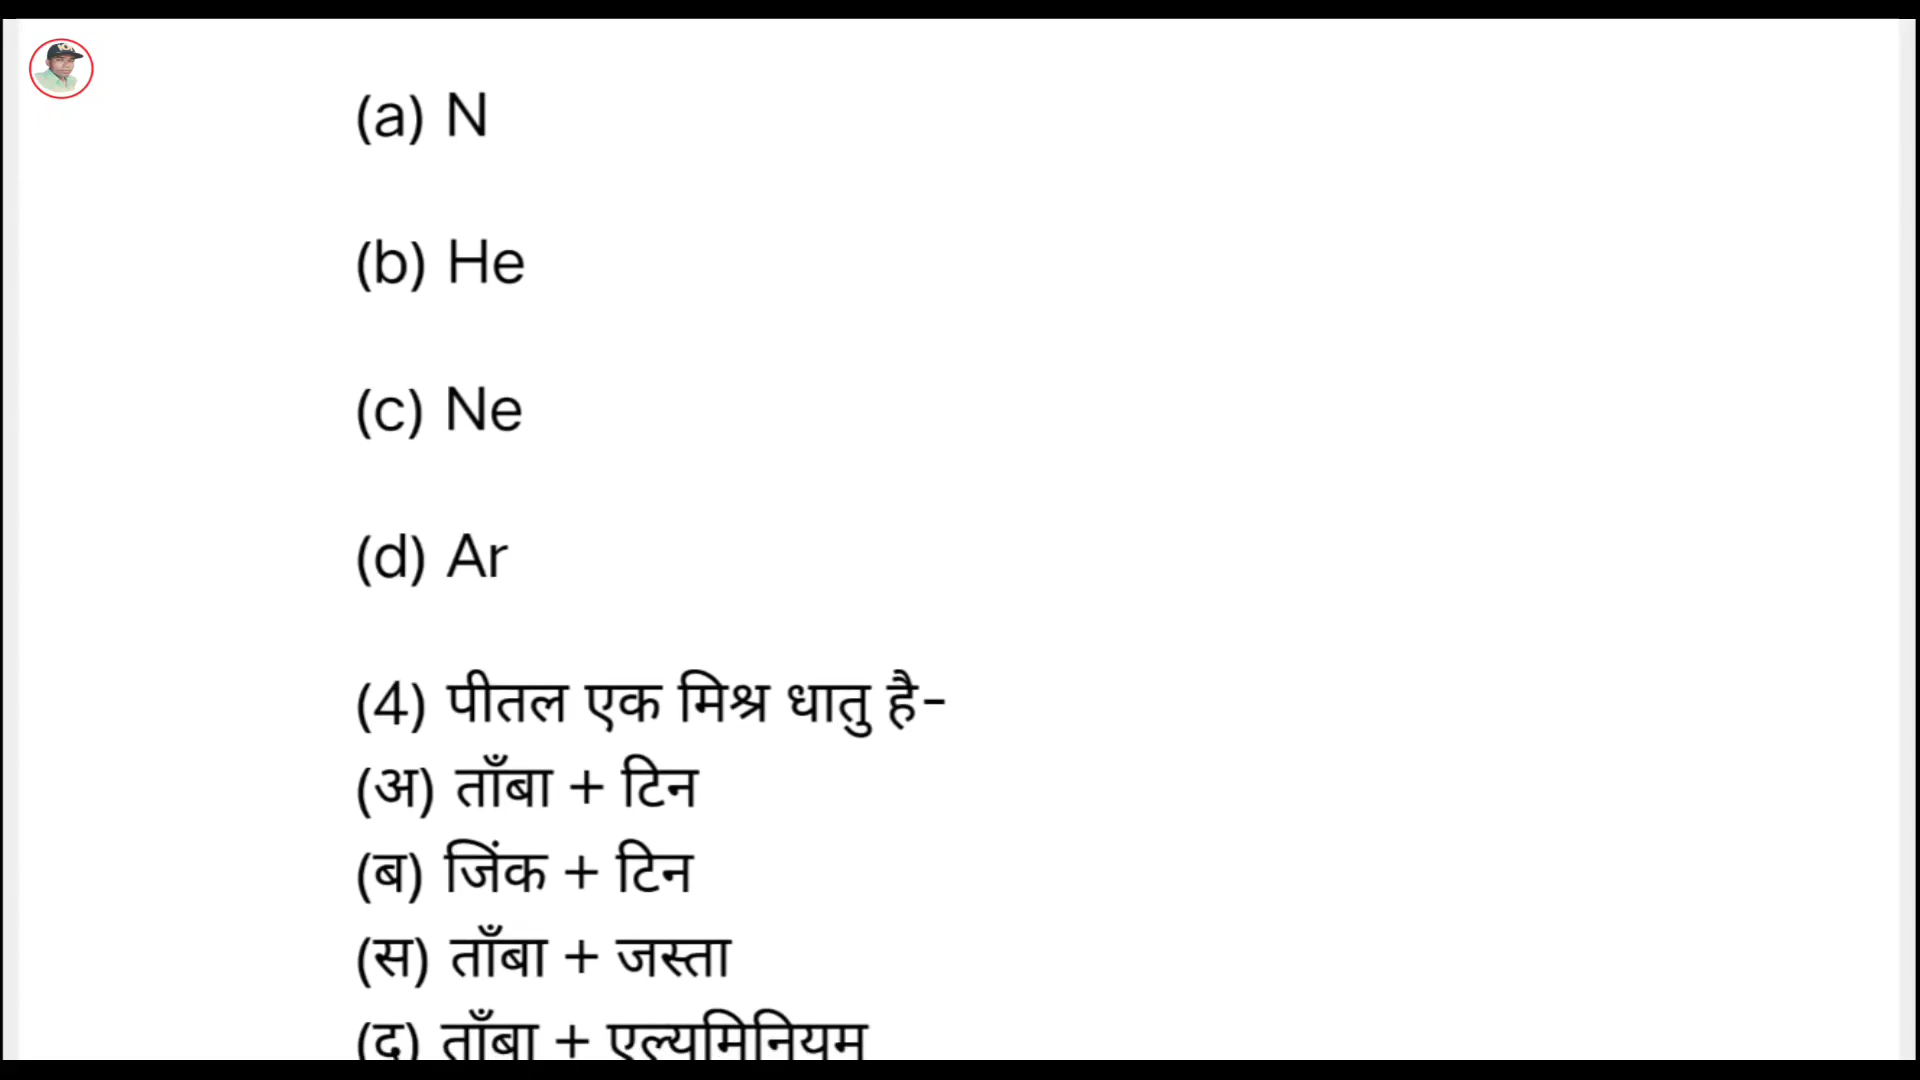 (a) N
(b) He
(c) Ne
(d) Ar
(4) पीतल एक मिश्र धातु है-
(अ) ताँबा + टिन
(ब) जिंक + टिन
(स) ताँबा + जस्ता
(द) ताँबा + एल्यूमिनियम